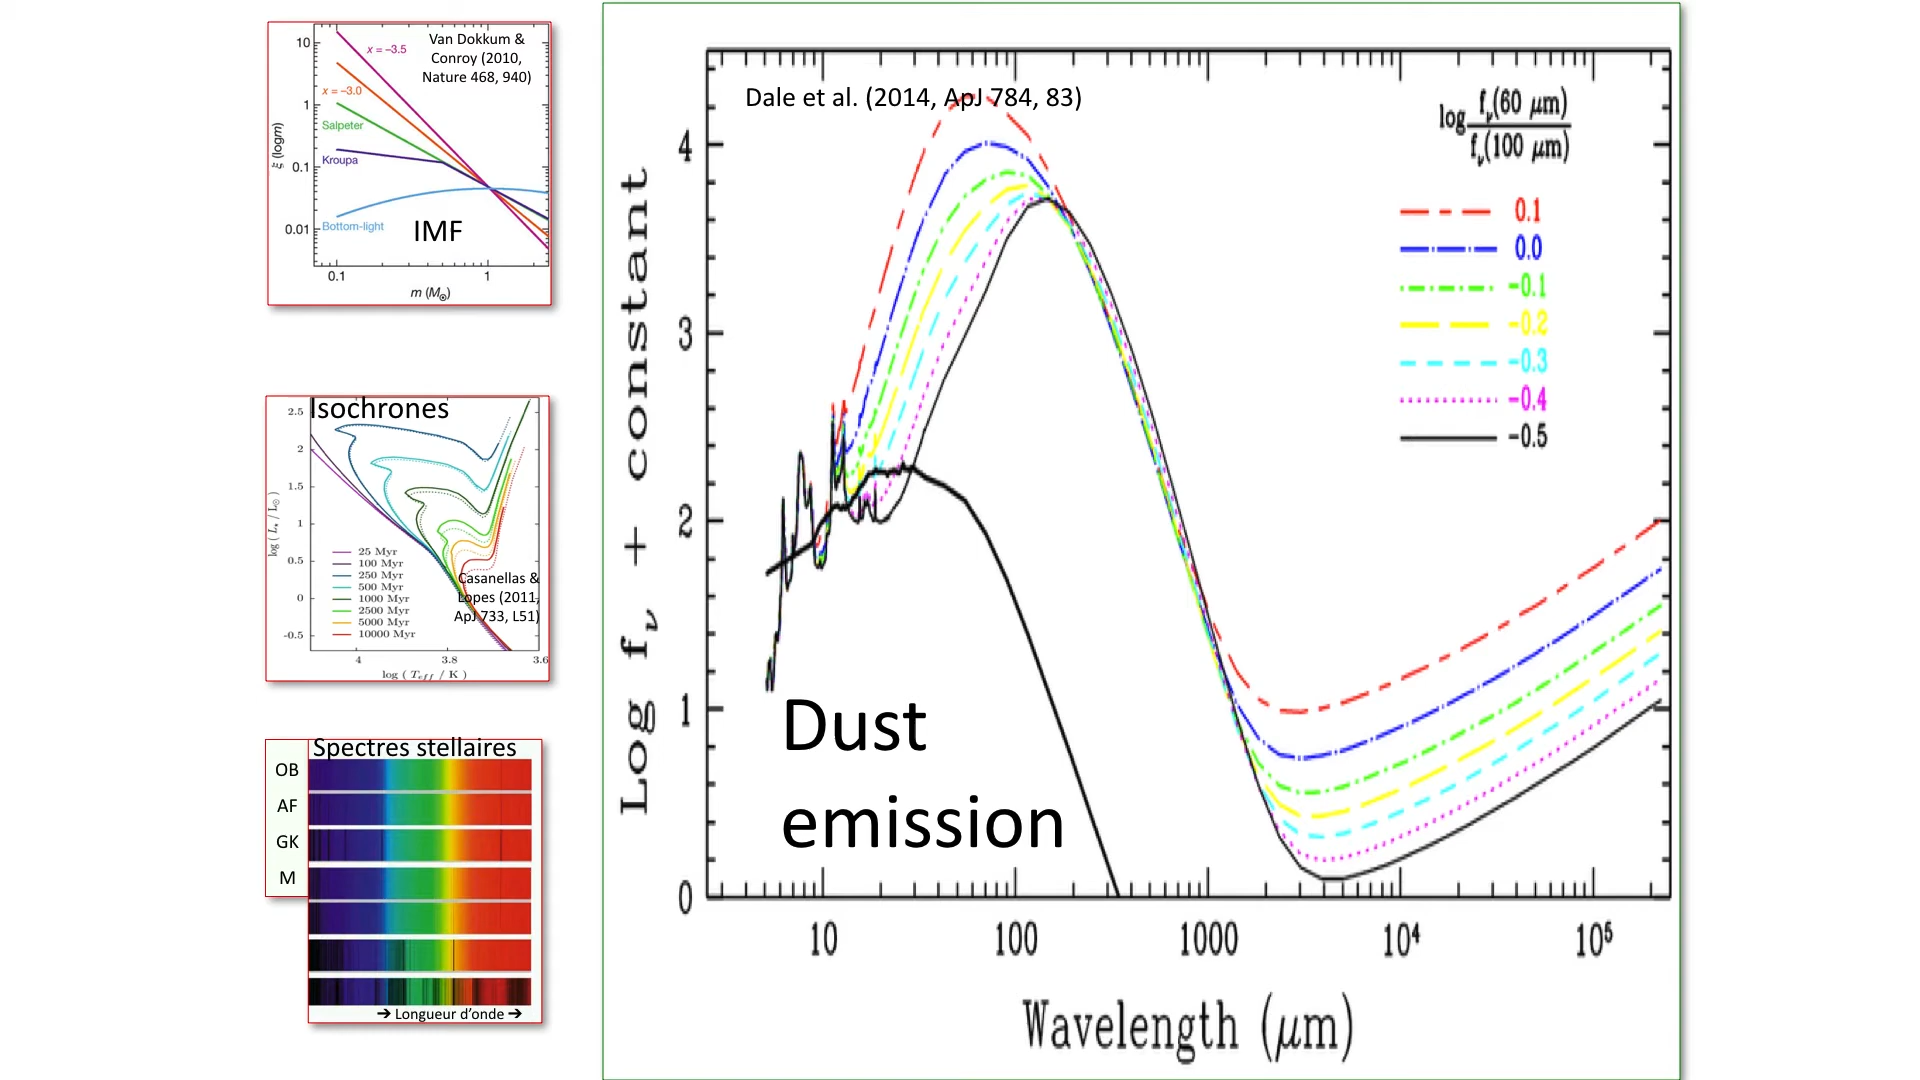 Van Dokkum &
Conroy (2010,
Nature 468, 940)
x = –3.5
x = –3.0
Salpeter
Kroupa
Bottom-light
IMF
10
1
0.1
0.01
ξ (logm)
0.1
1
m (M⊙)
Isochrones
2.5
2
1.5
1
0.5
0
-0.5
log ( L⋆ / L⊙ )
25 Myr
100 Myr
250 Myr
500 Myr
1000 Myr
2500 Myr
5000 Myr
10000 Myr
Casanellas &
Lopes (2011,
ApJ 733, L51)
4
3.8
3.6
log ( Teff / K )
Spectres stellaires
OB
AF
GK
M
➔ Longueur d’onde ➔
Dale et al. (2014, ApJ 784, 83)
log fν(60 μm)
fν(100 μm)
0.1
0.0
-0.1
-0.2
-0.3
-0.4
-0.5
4
3
2
1
0
Log fν + constant
Dust
emission
10
100
1000
10⁴
10⁵
Wavelength (μm)